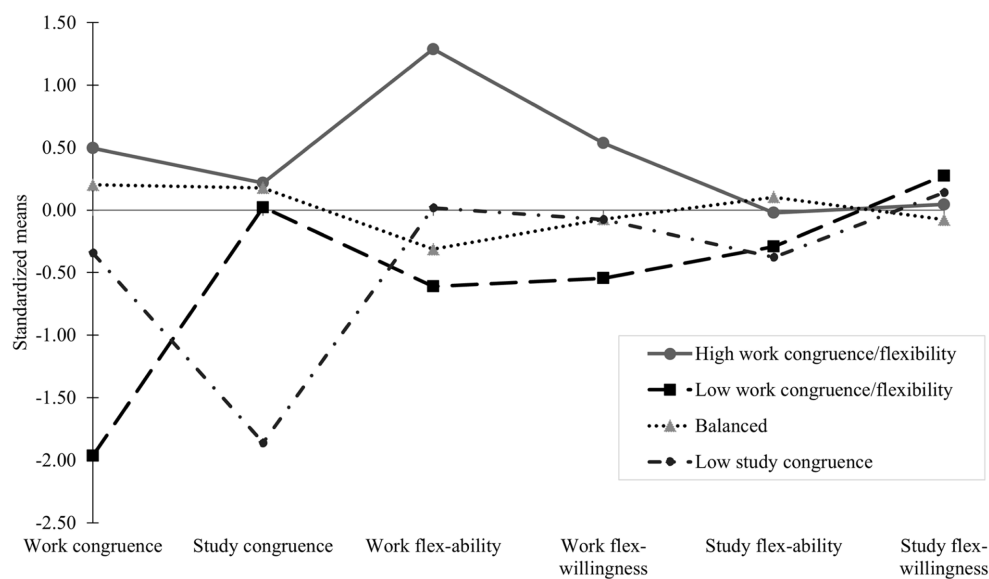 1.50
1.00
0.50
0.00
-0.50
-1.00
-1.50
-2.00
-2.50
Standardized means
High work congruence/flexibility
Low work congruence/flexibility
Balanced
Low study congruence
Work congruence
Study congruence
Work flex-ability
Work flex-
willingness
Study flex-ability
Study flex-
willingness